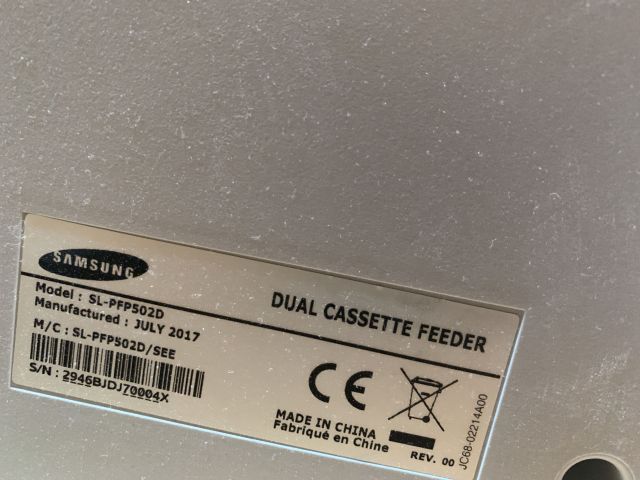 SAMSUNG
Model : SL-PFP502D
Manufactured : JULY 2017
M/C : SL-PFP502D/SEE
S/N : 2946BJDJ70004X
DUAL CASSETTE FEEDER
MADE IN CHINA
Fabriqué en Chine
CE
REV. 00
JC68-02214A00